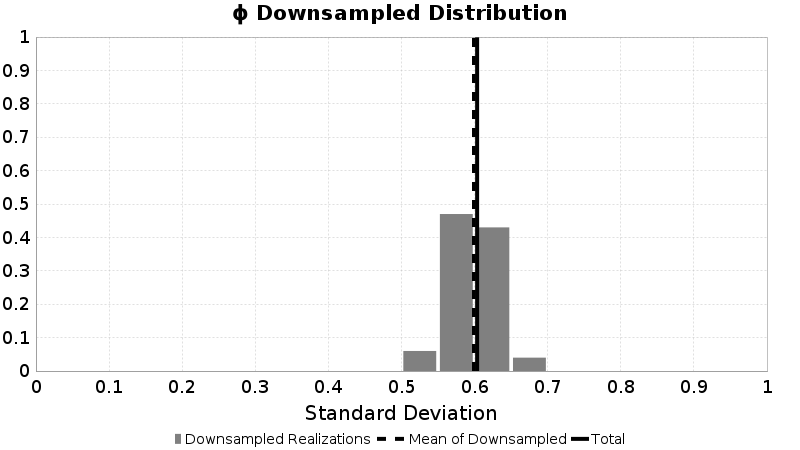 ϕ Downsampled Distribution
1
0.9
0.8
0.7
0.6
0.5
0.4
0.3
0.2
0.1
0
0 0.1 0.2 0.3 0.4 0.5 0.6 0.7 0.8 0.9 1
Standard Deviation
Downsampled Realizations Mean of Downsampled Total